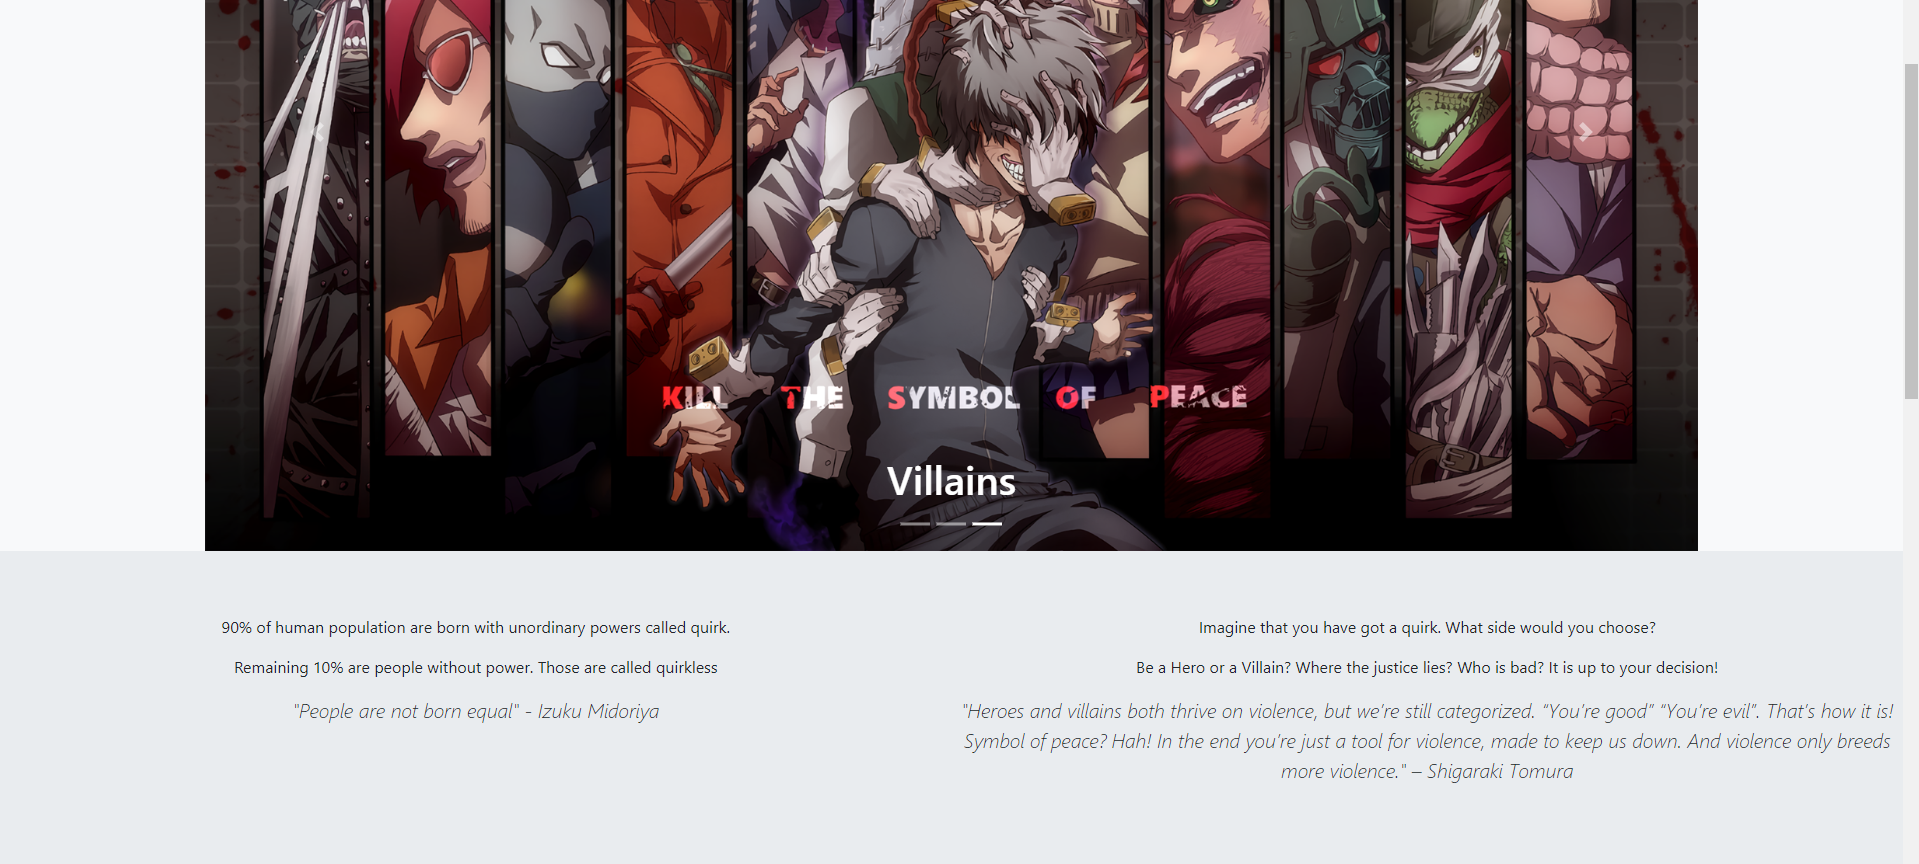 KILL THE SYMBOL OF PEACE
Villains
90% of human population are born with unordinary powers called quirk.
Remaining 10% are people without power. Those are called quirkless
"People are not born equal" - Izuku Midoriya
Imagine that you have got a quirk. What side would you choose?
Be a Hero or a Villain? Where the justice lies? Who is bad? It is up to your decision!
"Heroes and villains both thrive on violence, but we’re still categorized. “You’re good” “You’re evil”. That’s how it is!
Symbol of peace? Hah! In the end you’re just a tool for violence, made to keep us down. And violence only breeds
more violence." – Shigaraki Tomura